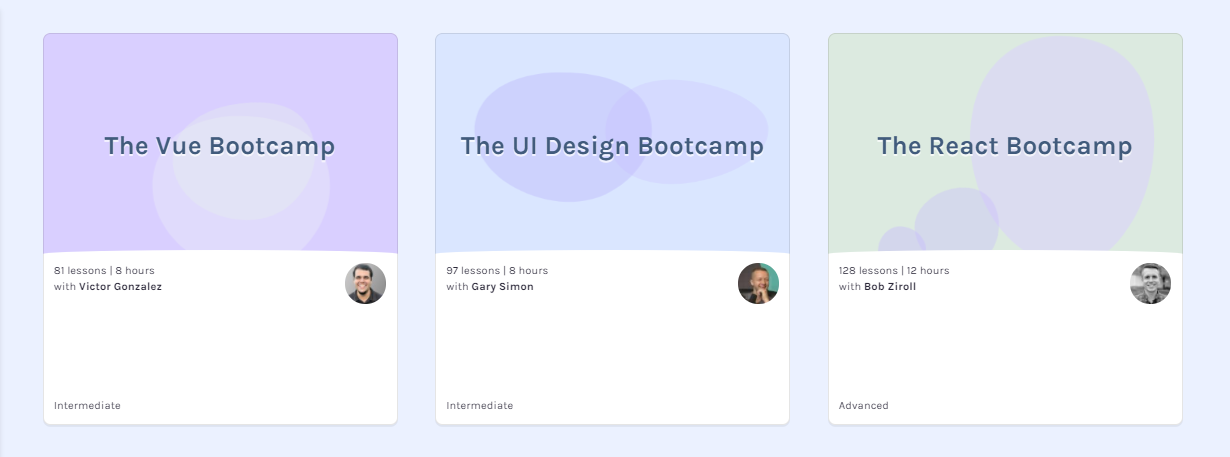 The Vue Bootcamp
81 lessons | 8 hours
with Victor Gonzalez
Intermediate
The UI Design Bootcamp
97 lessons | 8 hours
with Gary Simon
Intermediate
The React Bootcamp
128 lessons | 12 hours
with Bob Ziroll
Advanced